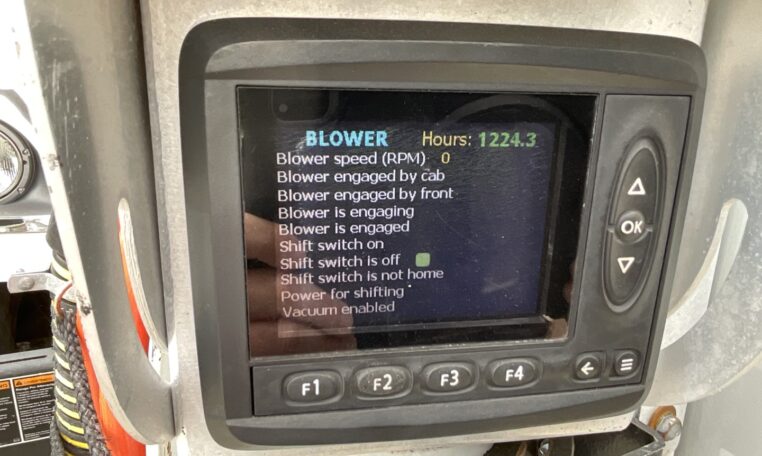 BLOWER Hours: 1224.3
Blower speed (RPM) 0
Blower engaged by cab
Blower engaged by front
Blower is engaging
Blower is engaged
Shift switch on
Shift switch is off
Shift switch is not home
Power for shifting
Vacuum enabled
OK
F1 F2 F3 F4